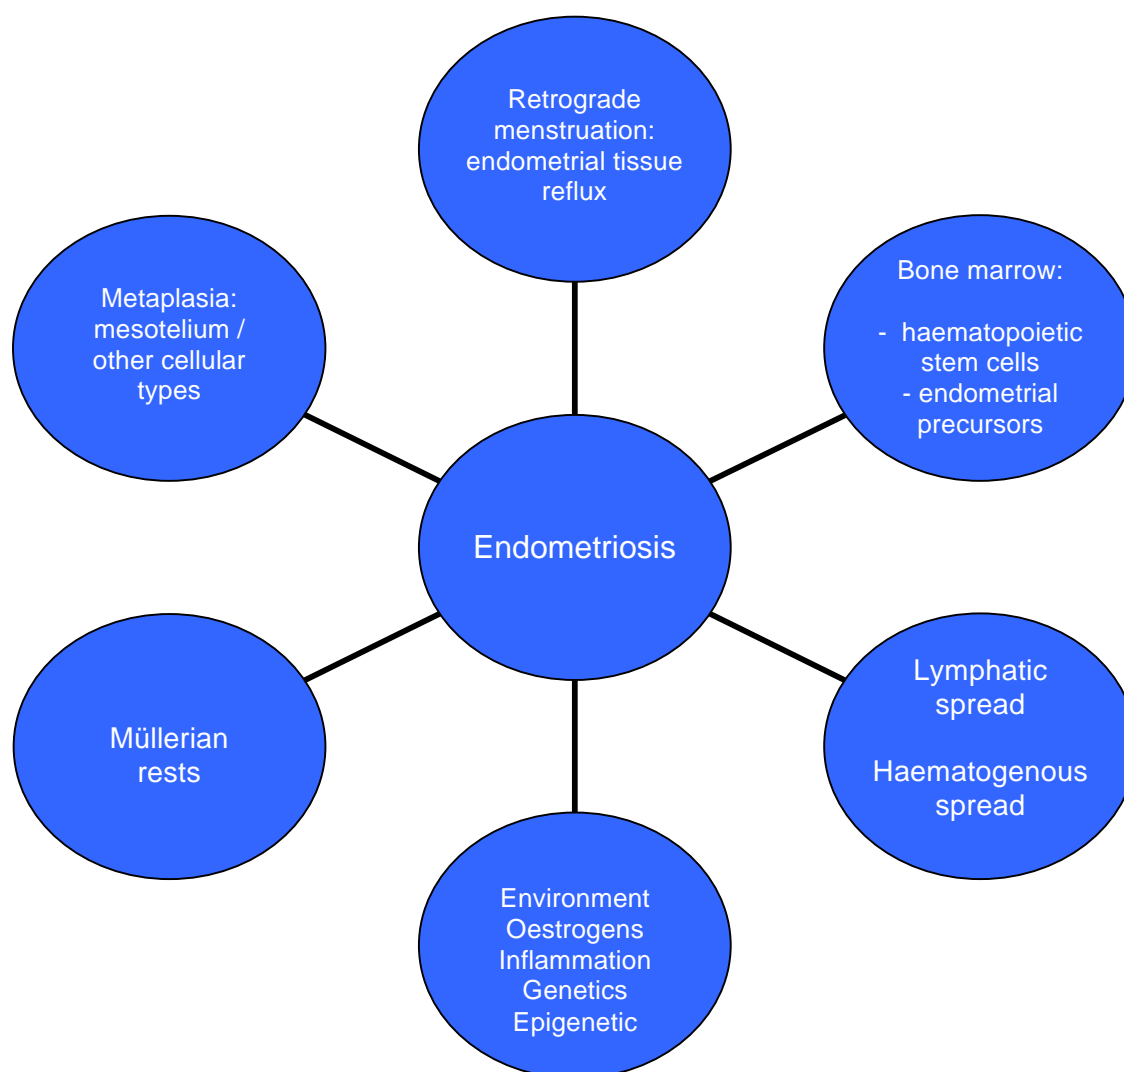 Retrograde
menstruation:
endometrial tissue
reflux
Metaplasia:
mesotelium /
other cellular
types
Bone marrow:
- haematopoietic
stem cells
- endometrial
precursors
Endometriosis
Müllerian
rests
Lymphatic
spread
Haematogenous
spread
Environment
Oestrogens
Inflammation
Genetics
Epigenetic